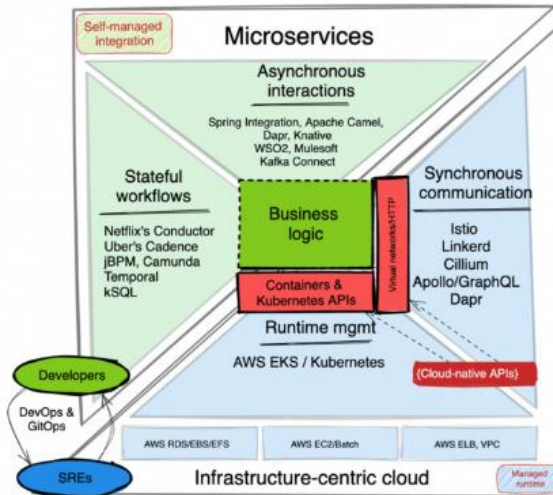 Self-managed
integration
Microservices
Asynchronous
interactions
Spring Integration, Apache Camel,
Dapr, Knative
WSO2, Mulesoft
Kafka Connect
Stateful
workflows
Netflix's Conductor
Uber's Cadence
jBPM, Camunda
Temporal
kSQL
Business
logic
Virtual networks/HTTP
Synchronous
communication
Istio
Linkerd
Cillium
Apollo/GraphQL
Dapr
Containers &
Kubernetes APIs
Runtime mgmt
AWS EKS / Kubernetes
{Cloud-native APIs}
Developers
DevOps &
GitOps
SREs
AWS RDS/EBS/EFS
AWS EC2/Batch
AWS ELB, VPC
Infrastructure-centric cloud
Managed
runtime